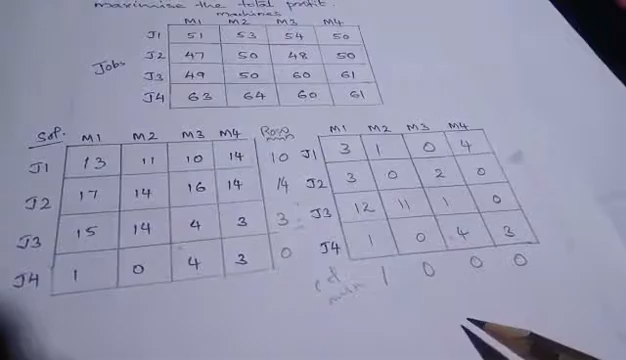 maximise the total profit.
machines
M1 M2 M3 M4
J1 51 53 54 50
J2 47 50 48 50
Jobs
J3 49 50 60 61
J4 63 64 60 61
Sol. M1 M2 M3 M4 Row min
J1 13 11 10 14 10
J2 17 14 16 14 14
J3 15 14 4 3 3
J4 1 0 4 3 0
M1 M2 M3 M4
J1 3 1 0 4
J2 3 0 2 0
J3 12 11 1 0
J4 1 0 4 3
col min 1 0 0 0